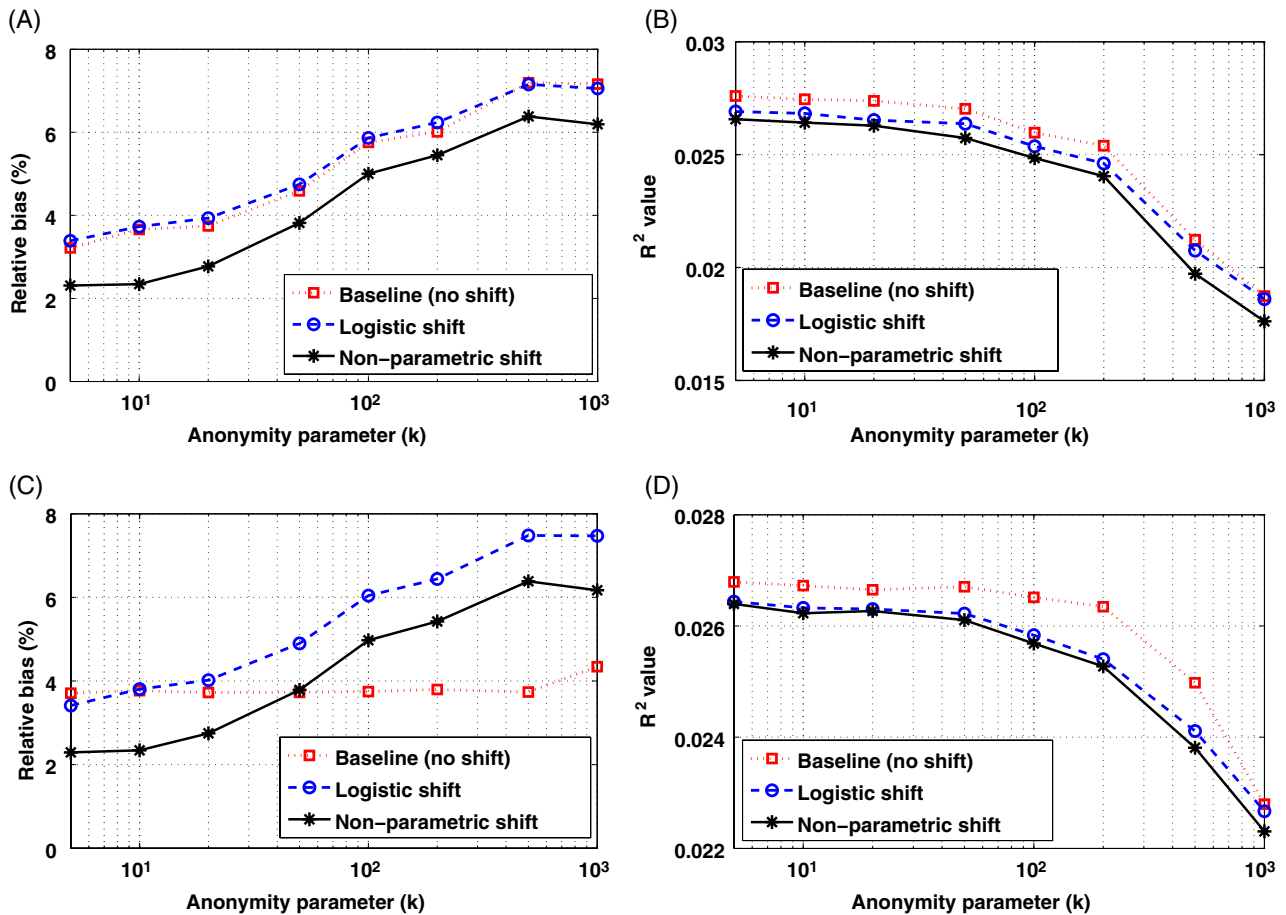 (A)
8
6
4
2
0
Relative bias (%)
Baseline (no shift)
Logistic shift
Non-parametric shift
10¹
10²
10³
Anonymity parameter (k)
(B)
0.03
0.025
0.02
0.015
R² value
Baseline (no shift)
Logistic shift
Non-parametric shift
10¹
10²
10³
Anonymity parameter (k)
(C)
8
6
4
2
0
Relative bias (%)
Baseline (no shift)
Logistic shift
Non-parametric shift
10¹
10²
10³
Anonymity parameter (k)
(D)
0.028
0.026
0.024
0.022
R² value
Baseline (no shift)
Logistic shift
Non-parametric shift
10¹
10²
10³
Anonymity parameter (k)